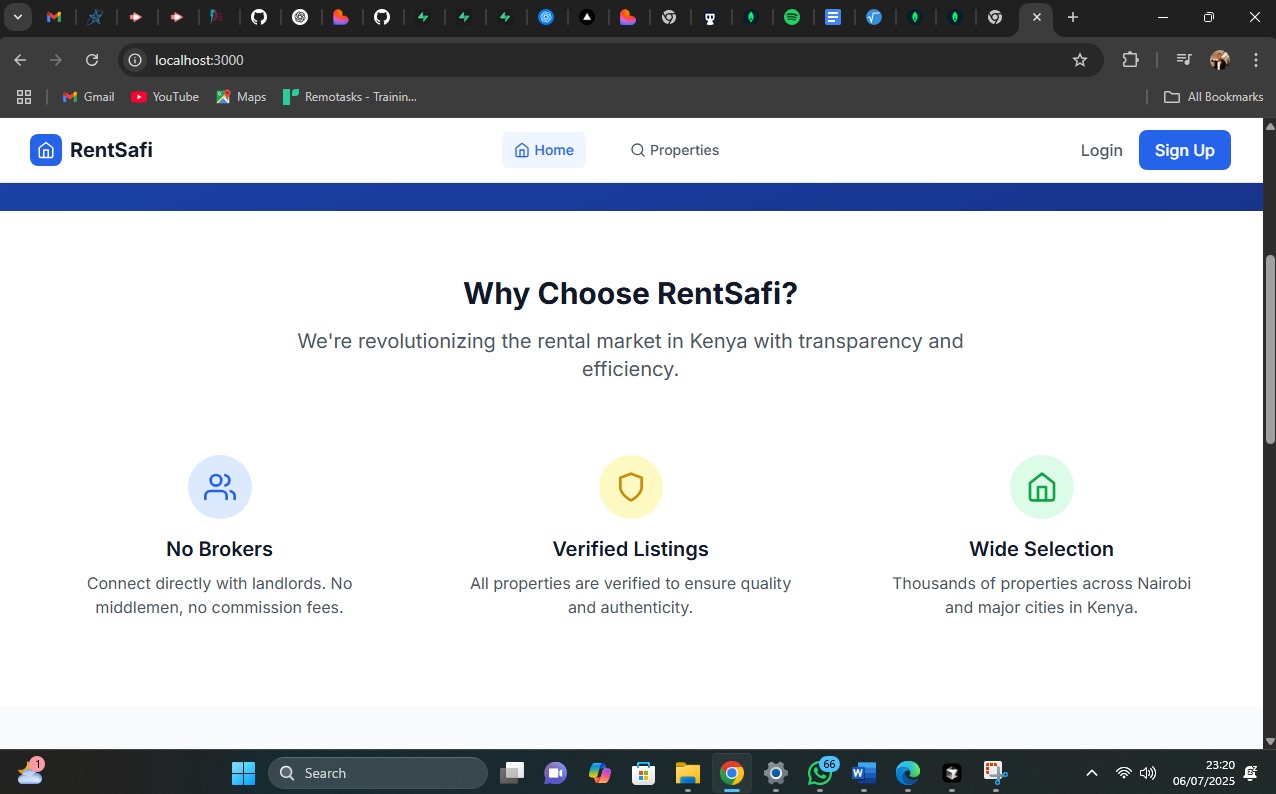 localhost:3000
Gmail
YouTube
Maps
Remotasks - Trainin...
All Bookmarks
RentSafi
Home
Properties
Login
Sign Up
Why Choose RentSafi?
We're revolutionizing the rental market in Kenya with transparency and
efficiency.
No Brokers
Connect directly with landlords. No
middlemen, no commission fees.
Verified Listings
All properties are verified to ensure quality
and authenticity.
Wide Selection
Thousands of properties across Nairobi
and major cities in Kenya.
1
Search
66
23:20
06/07/2025